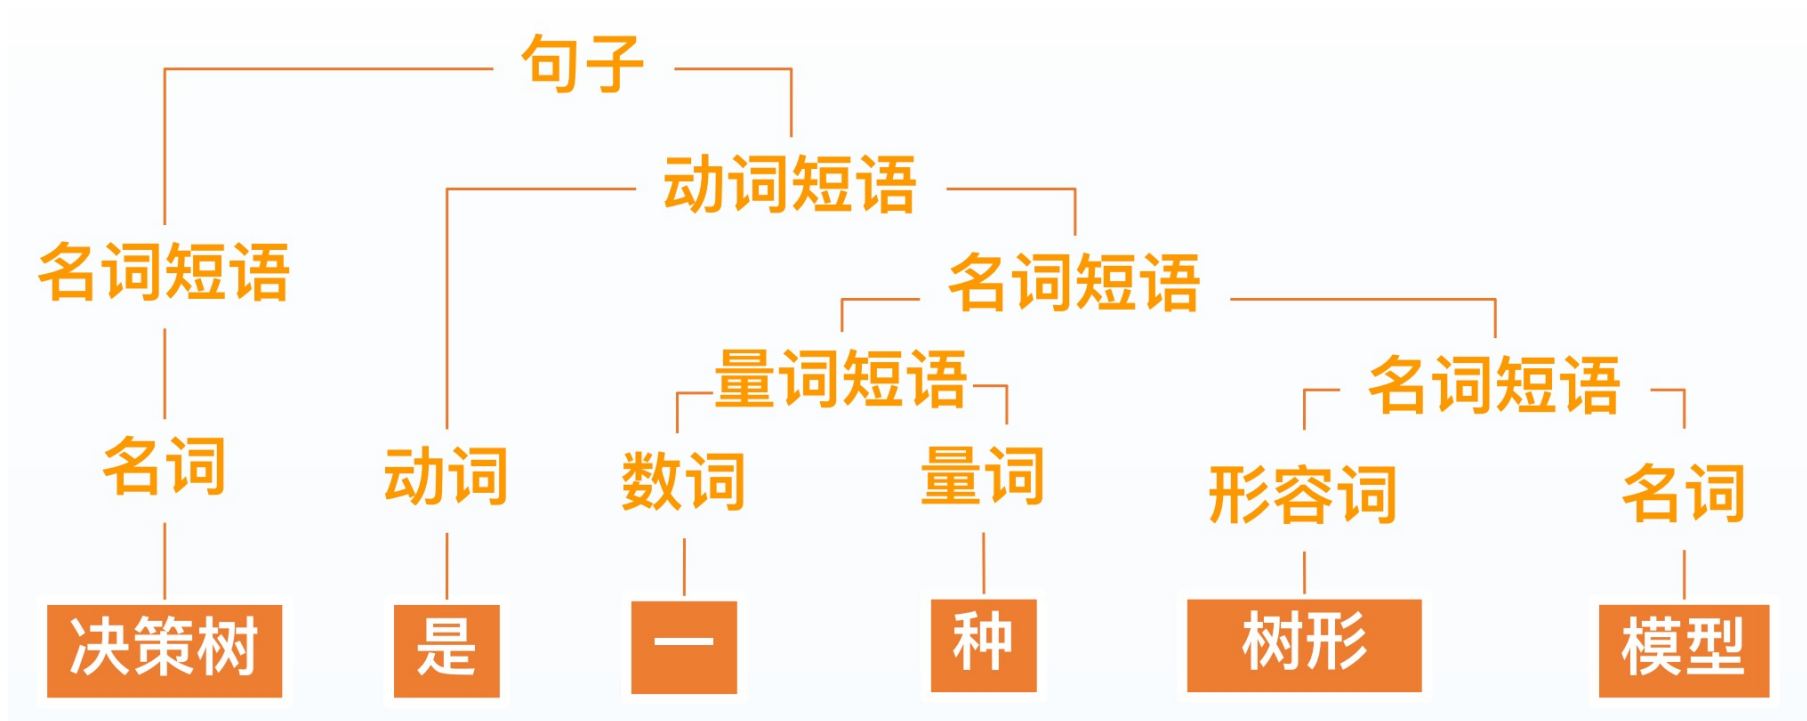 句子
动词短语
名词短语
名词短语
量词短语
名词短语
名词
动词
数词
量词
形容词
名词
决策树
是
一
种
树形
模型